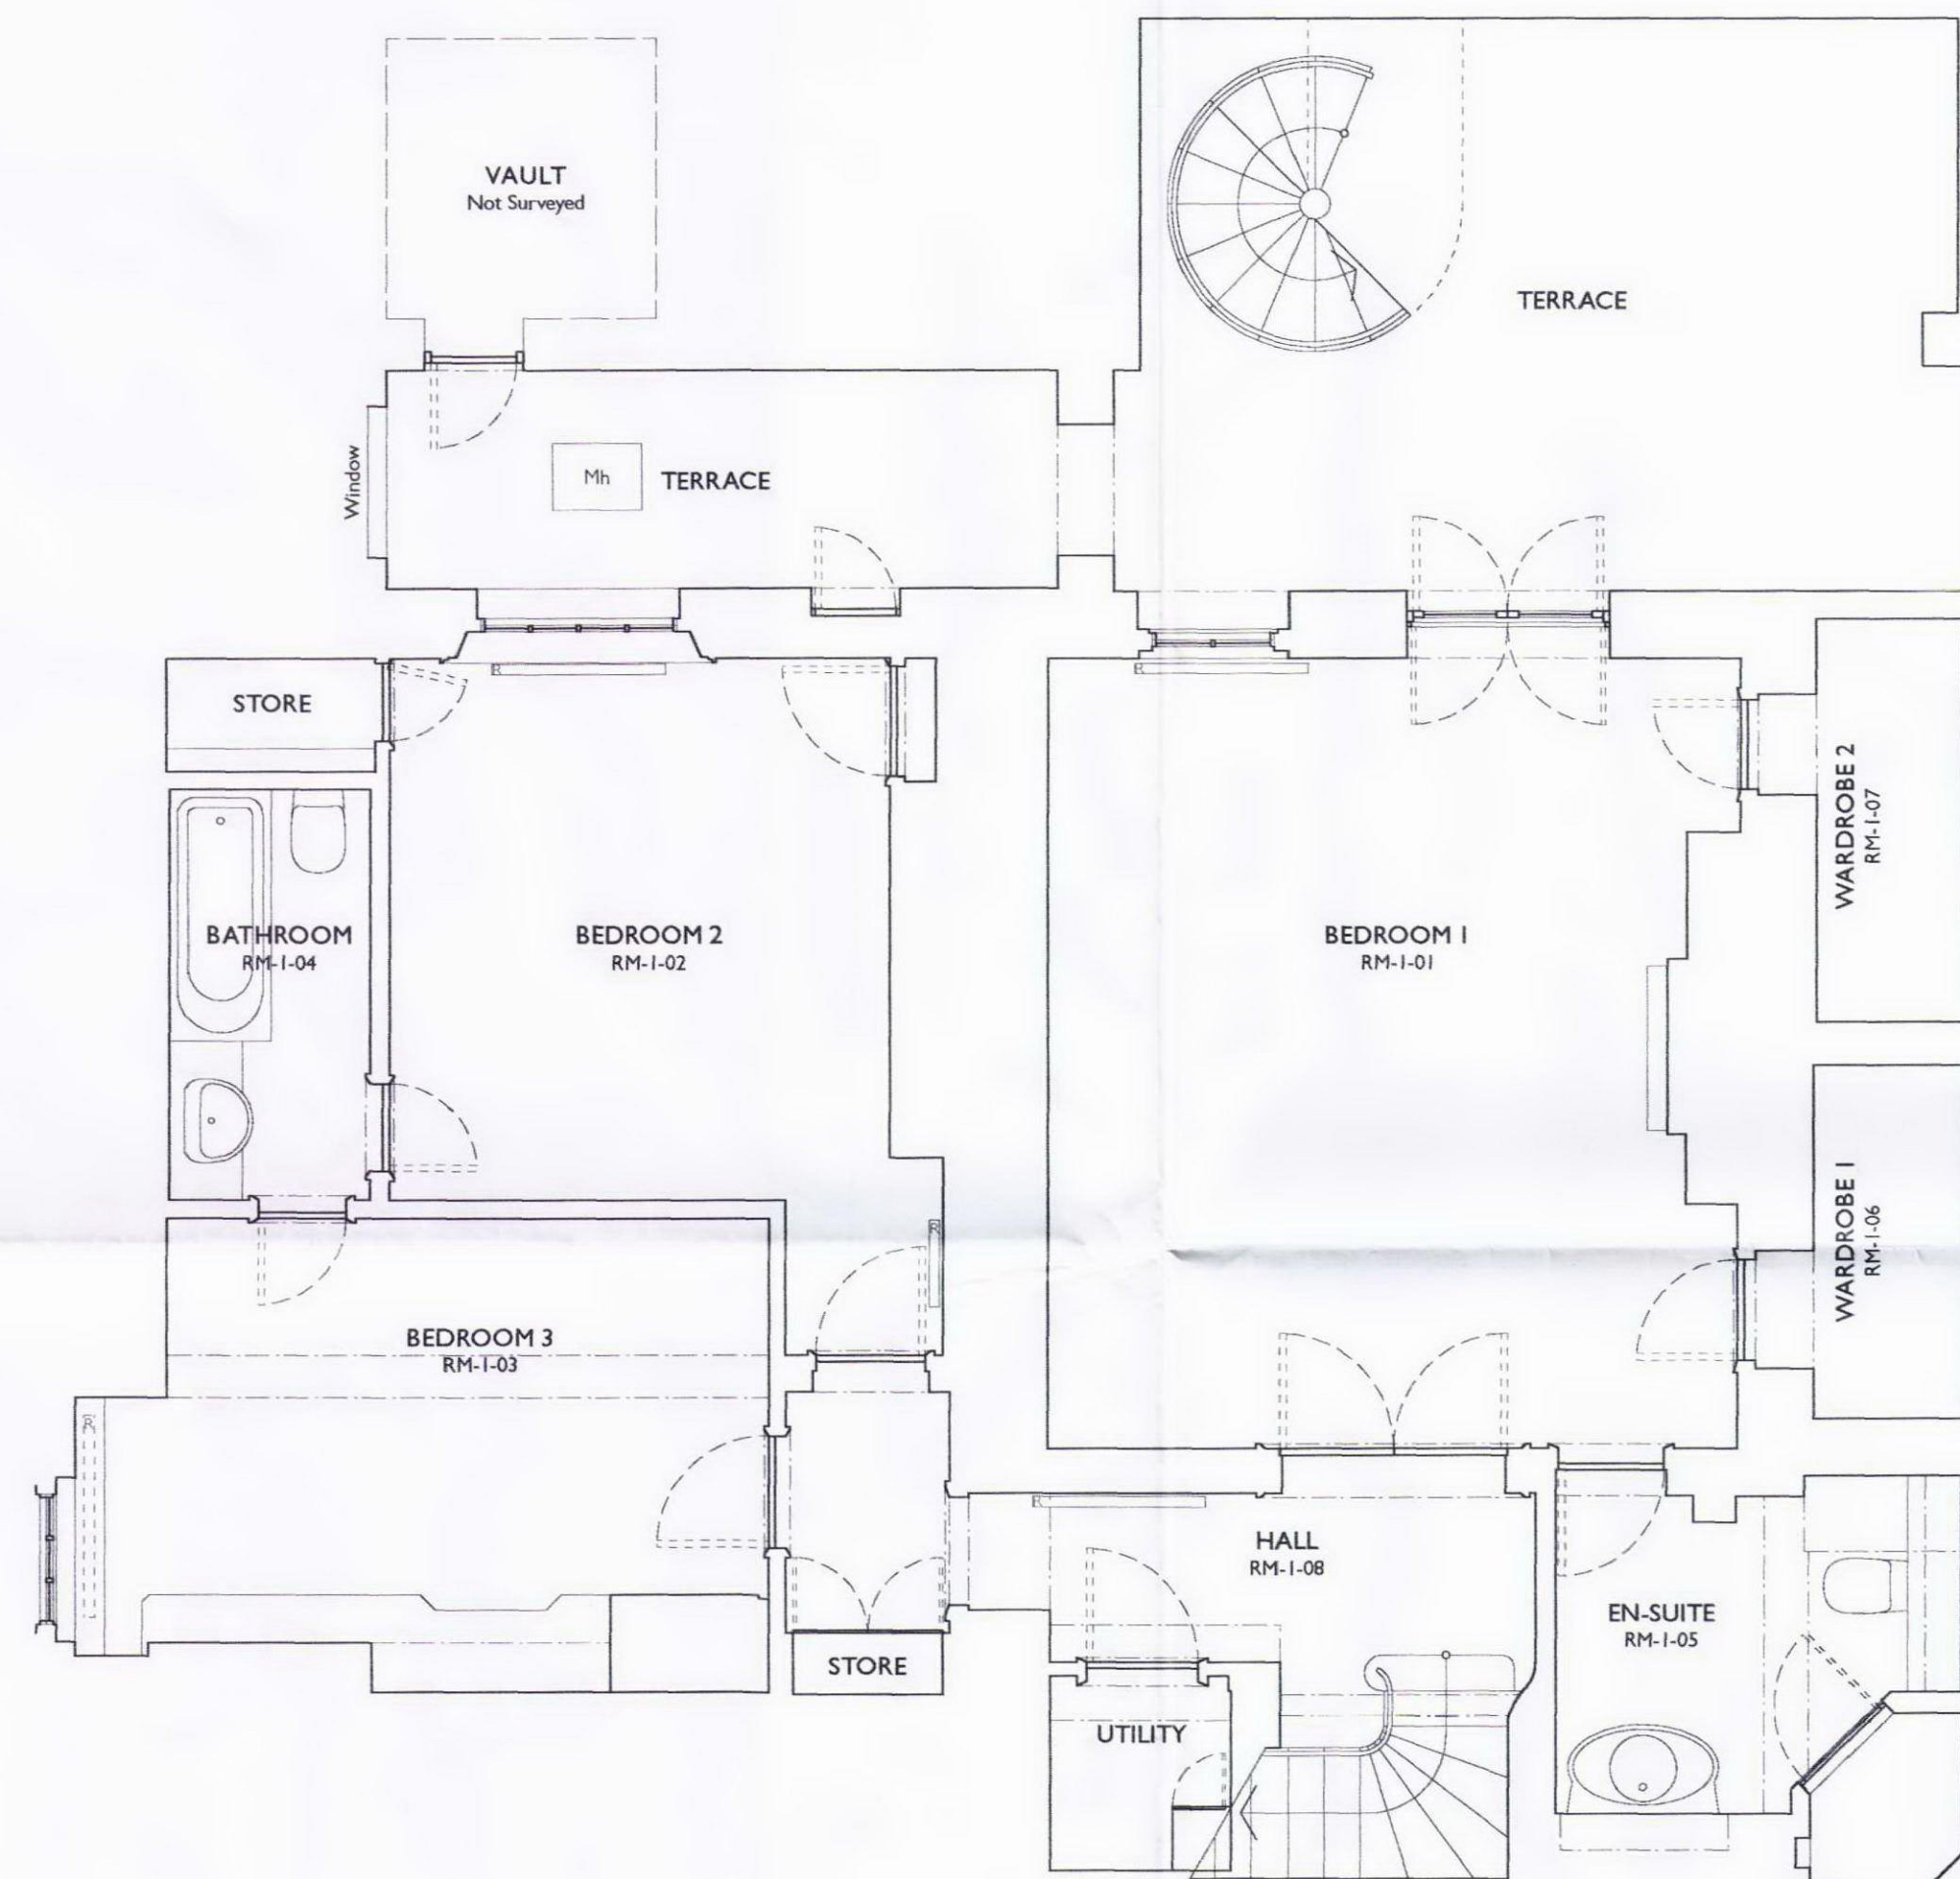 VAULT
Not Surveyed
TERRACE
Window
Mh
TERRACE
STORE
R
R
WARDROBE 2
RM-1-07
BATHROOM
RM-1-04
BEDROOM 2
RM-1-02
BEDROOM 1
RM-1-01
WARDROBE 1
RM-1-06
R
BEDROOM 3
RM-1-03
R
R
HALL
RM-1-08
EN-SUITE
RM-1-05
STORE
UTILITY